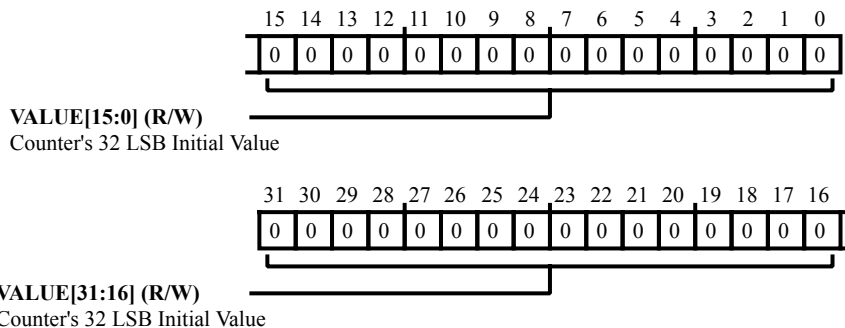 15 14 13 12 11 10 9 8 7 6 5 4 3 2 1 0
0 0 0 0 0 0 0 0 0 0 0 0 0 0 0 0
VALUE[15:0] (R/W)
Counter's 32 LSB Initial Value
31 30 29 28 27 26 25 24 23 22 21 20 19 18 17 16
0 0 0 0 0 0 0 0 0 0 0 0 0 0 0 0
VALUE[31:16] (R/W)
Counter's 32 LSB Initial Value